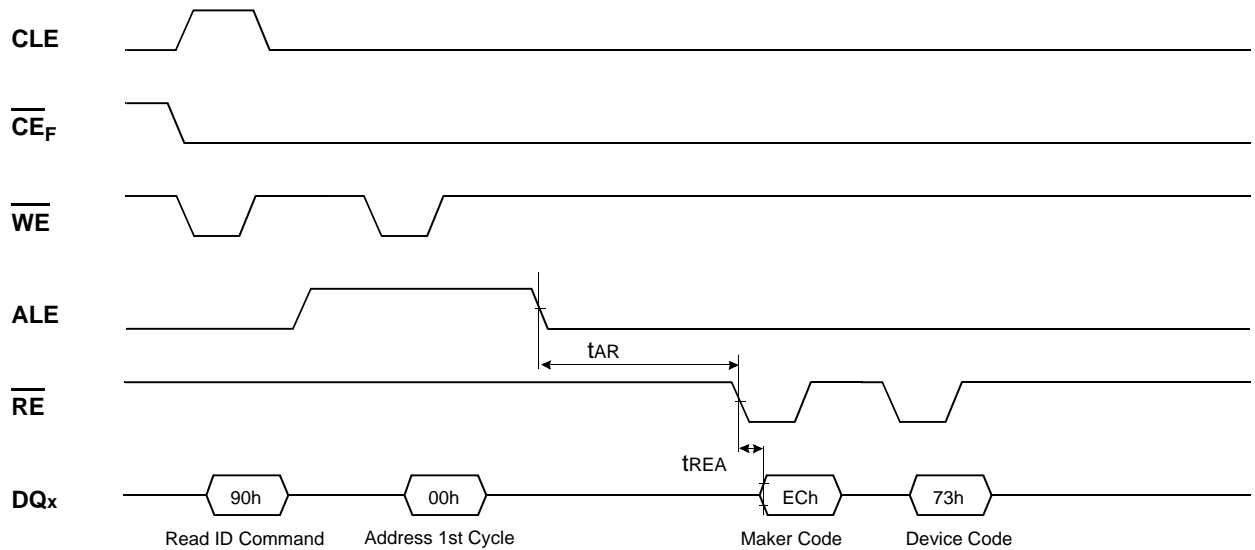 CLE
CEF
WE
ALE
tAR
RE
tREA
DQx 90h 00h ECh 73h
Read ID Command Address 1st Cycle Maker Code Device Code